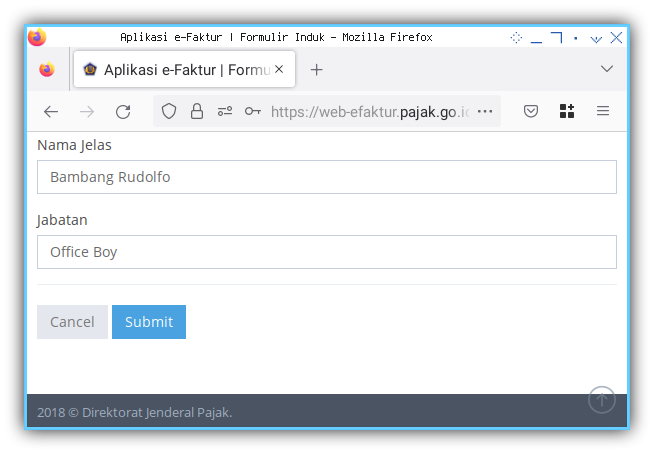 Aplikasi e-Faktur | Formulir Induk - Mozilla Firefox
Aplikasi e-Faktur | Formu
https://web-efaktur.pajak.go.id
Nama Jelas
Bambang Rudolfo
Jabatan
Office Boy
Cancel Submit
2018 © Direktorat Jenderal Pajak.